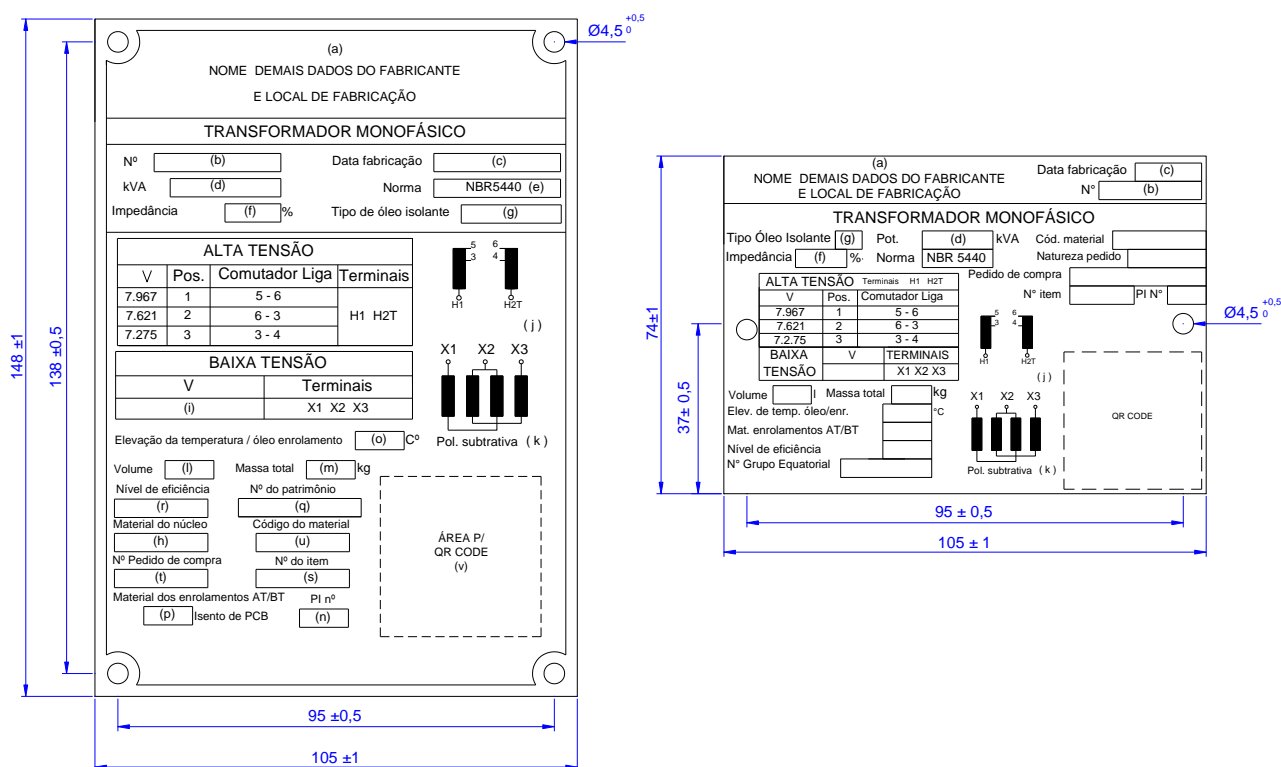 (a)
NOME DEMAIS DADOS DO FABRICANTE
E LOCAL DE FABRICAÇÃO
TRANSFORMADOR MONOFÁSICO
Nº (b) Data fabricação (c)
kVA (d) Norma NBR5440 (e)
Impedância (f) % Tipo de óleo isolante (g)
ALTA TENSÃO
V Pos. Comutador Liga Terminais
7.967 1 5 - 6
7.621 2 6 - 3 H1 H2T
7.275 3 3 - 4
5 6
3 4
H1 H2T
( j )
BAIXA TENSÃO
V Terminais
(i) X1 X2 X3
X1 X2 X3
Pol. subtrativa ( k )
Elevação da temperatura / óleo enrolamento (o) Cº
Volume (l) Massa total (m) kg
Nível de eficiência Nº do patrimônio
(r) (q)
Material do núcleo Código do material
(h) (u)
Nº Pedido de compra Nº do item
(t) (s)
Material dos enrolamentos AT/BT PI nº
(p) Isento de PCB (n)
ÁREA P/
QR CODE
(v)
148 ±1
138 ±0,5
95 ±0,5
105 ±1
Ø4,5 +0,5 0
(a)
NOME DEMAIS DADOS DO FABRICANTE
E LOCAL DE FABRICAÇÃO
Data fabricação (c)
N° (b)
TRANSFORMADOR MONOFÁSICO
Tipo Óleo Isolante (g) Pot. (d) kVA Cód. material
Impedância (f) %. Norma NBR 5440 Natureza pedido
Pedido de compra
N° item PI N°
ALTA TENSÃO Terminais H1 H2T
V Pos. Comutador Liga
7.967 1 5 - 6
7.621 2 6 - 3
7.2.75 3 3 - 4
BAIXA V TERMINAIS
TENSÃO X1 X2 X3
5 6
3 4
H1 H2T
( j )
Volume l Massa total kg
Elev. de temp. óleo/enr. °C
Mat. enrolamentos AT/BT
Nível de eficiência
N° Grupo Equatorial
X1 X2 X3
Pol. subtrativa ( k )
QR CODE
74±1
37± 0,5
95 ± 0,5
105 ± 1
Ø4,5 +0,5 0